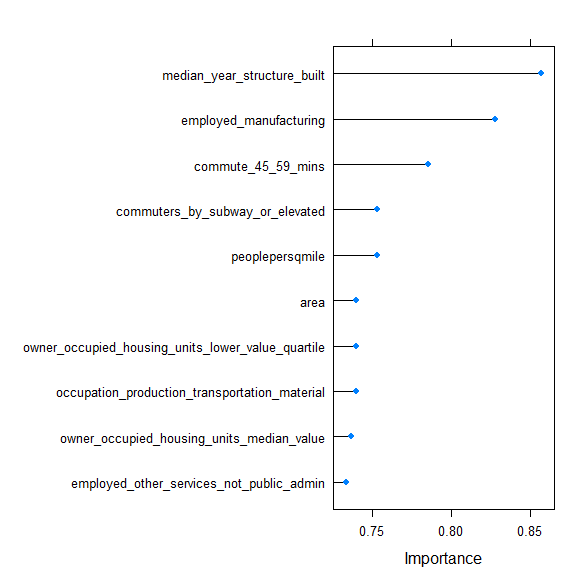 median_year_structure_built
employed_manufacturing
commute_45_59_mins
commuters_by_subway_or_elevated
peoplepersqmile
area
owner_occupied_housing_units_lower_value_quartile
occupation_production_transportation_material
owner_occupied_housing_units_median_value
employed_other_services_not_public_admin
0.75 0.80 0.85
Importance